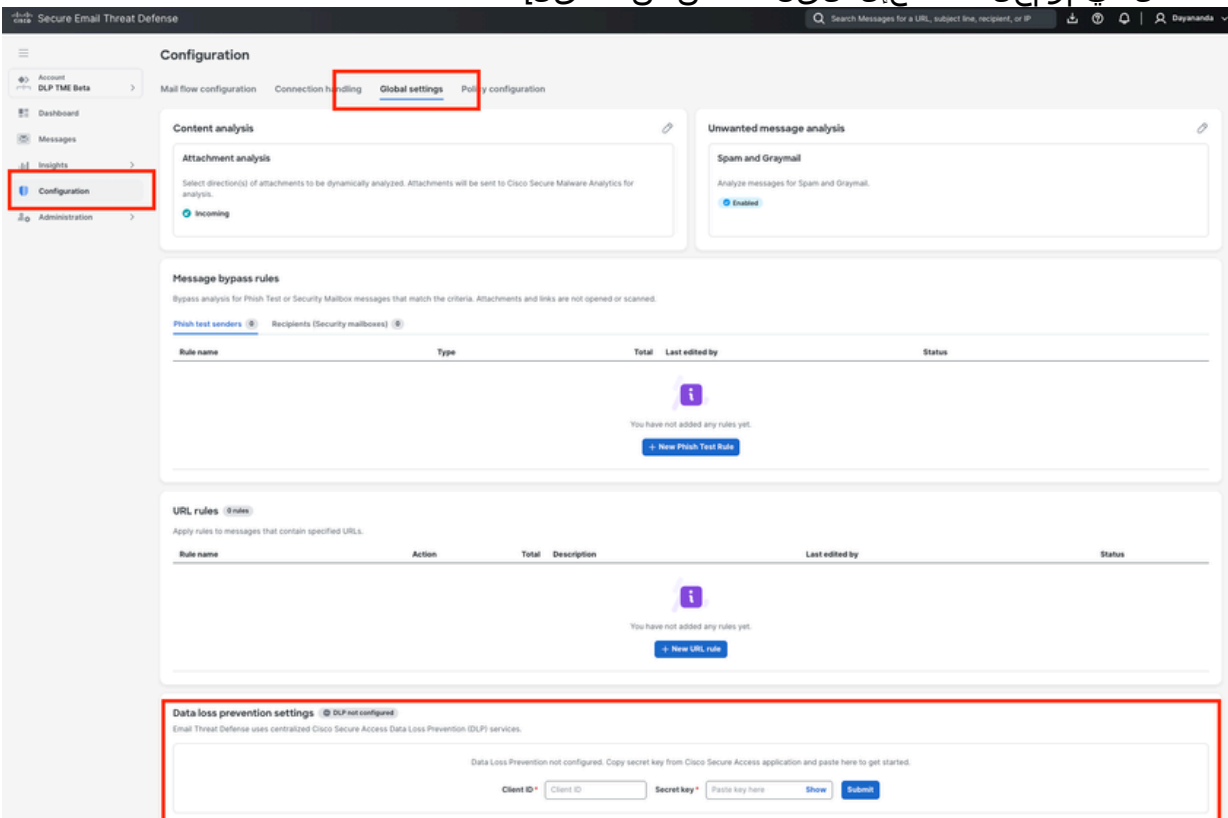 cisco Secure Email Threat Defense
Search Messages for a URL, subject line, recipient, or IP
Dayananda
Account
DLP TME Beta
Dashboard
Messages
Insights
Configuration
Administration
Configuration
Mail flow configuration Connection handling Global settings Policy configuration
Content analysis
Attachment analysis
Select direction(s) of attachments to be dynamically analyzed. Attachments will be sent to Cisco Secure Malware Analytics for
analysis.
Incoming
Unwanted message analysis
Spam and Graymail
Analyze messages for Spam and Graymail.
Enabled
Message bypass rules
Bypass analysis for Phish Test or Security Mailbox messages that match the criteria. Attachments and links are not opened or scanned.
Phish test senders 0 Recipients (Security mailboxes) 0
Rule name Type Total Last edited by Status
You have not added any rules yet.
+ New Phish Test Rule
URL rules 0 rules
Apply rules to messages that contain specified URLs.
Rule name Action Total Description Last edited by Status
You have not added any rules yet.
+ New URL rule
Data loss prevention settings DLP not configured
Email Threat Defense uses centralized Cisco Secure Access Data Loss Prevention (DLP) services.
Data Loss Prevention not configured. Copy secret key from Cisco Secure Access application and paste here to get started.
Client ID * Client ID Secret key * Paste key here Show Submit